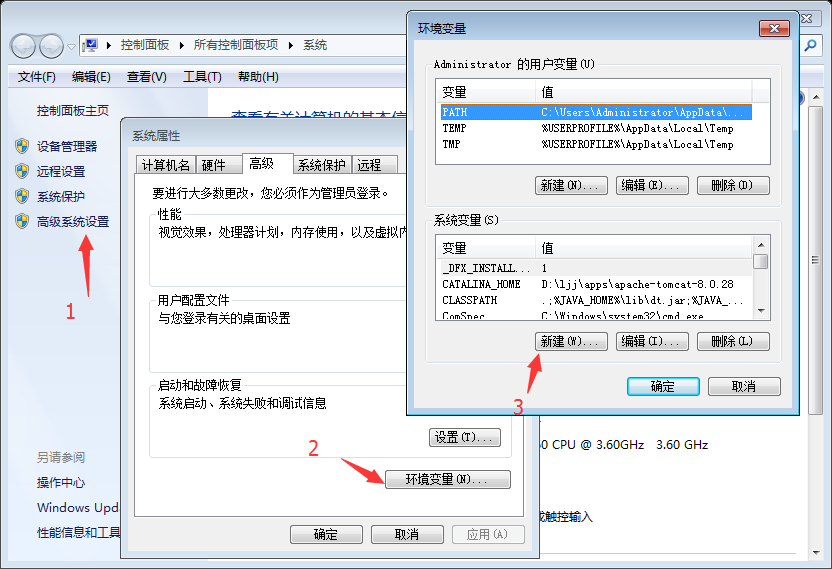 控制面板 ▸ 所有控制面板项 ▸ 系统
文件(F) 编辑(E) 查看(V) 工具(T) 帮助(H)
控制面板主页
设备管理器
远程设置
系统保护
高级系统设置
1
另请参阅
操作中心
Windows Upd
性能信息和工具
查看有关计算机的基本信
系统属性
计算机名 硬件 高级 系统保护 远程
要进行大多数更改，您必须作为管理员登录。
性能
视觉效果，处理器计划，内存使用，以及虚拟内
用户配置文件
与您登录有关的桌面设置
启动和故障恢复
系统启动、系统失败和调试信息
设置(T)...
2
环境变量(N)...
确定 取消 应用(A)
环境变量
Administrator 的用户变量(U)
变量 值
PATH C:\Users\Administrator\AppData\...
TEMP %USERPROFILE%\AppData\Local\Temp
TMP %USERPROFILE%\AppData\Local\Temp
新建(N)... 编辑(E)... 删除(D)
系统变量(S)
变量 值
_DFX_INSTALL... 1
CATALINA_HOME D:\ljj\apps\apache-tomcat-8.0.28
CLASSPATH .;%JAVA_HOME%\lib\dt.jar;%JAVA_...
ComSpec C:\Windows\system32\cmd.exe
新建(W)... 编辑(I)... 删除(L)
3
确定 取消
0 CPU @ 3.60GHz 3.60 GHz
触控输入